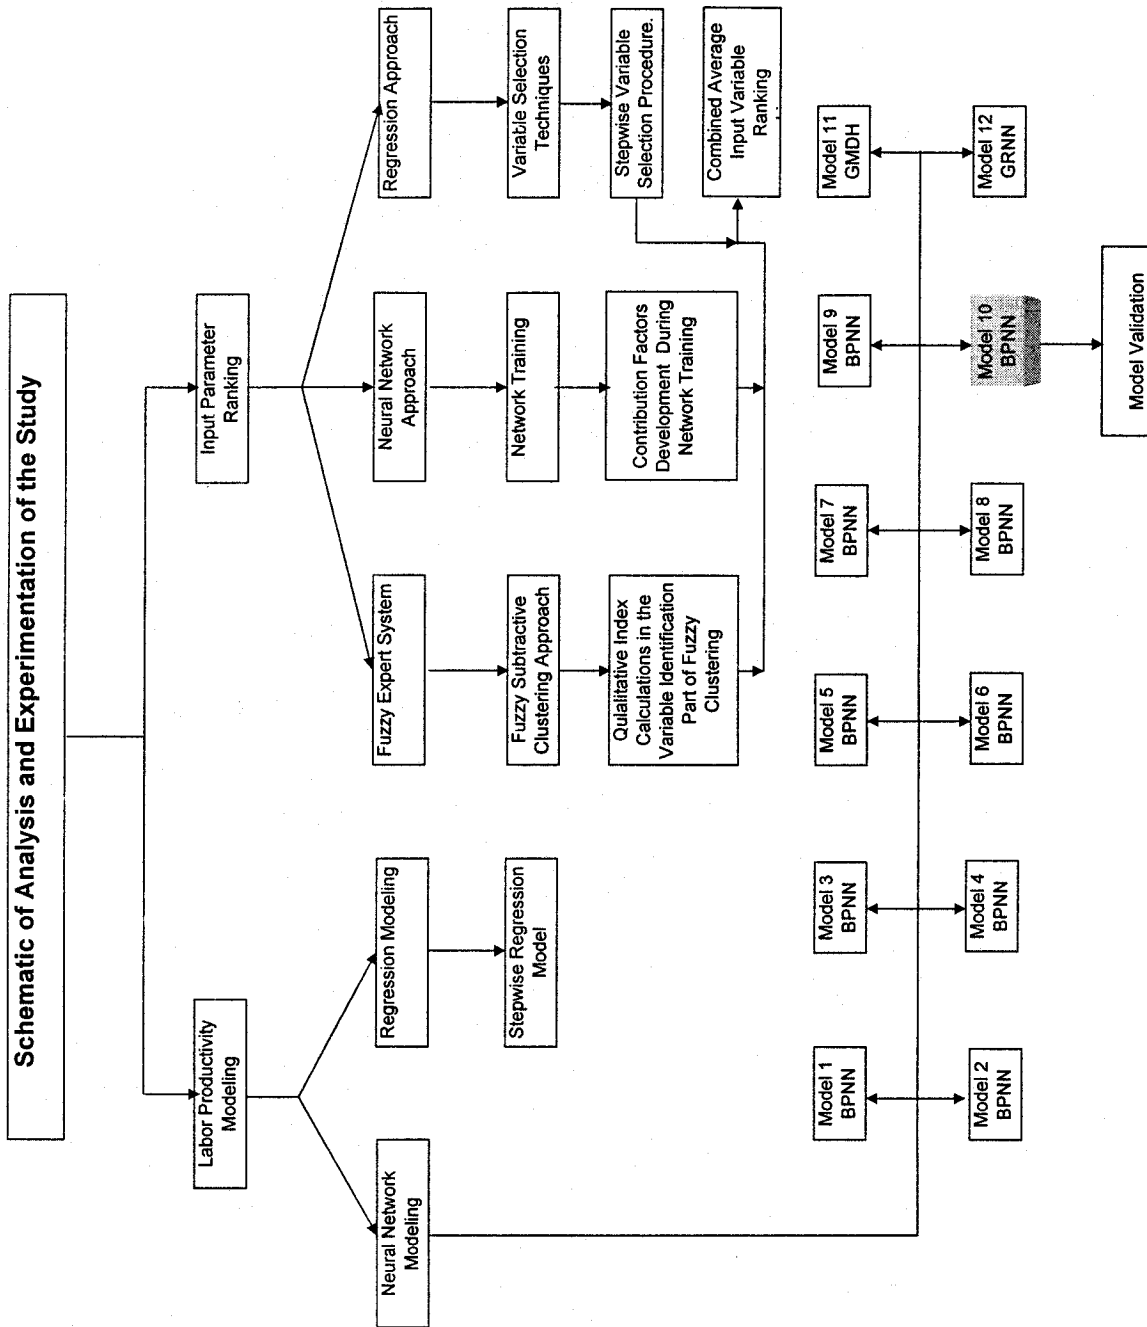 Schematic of Analysis and Experimentation of the Study
Labor Productivity
Modeling
Input Parameter
Ranking
Neural Network
Modeling
Regression Modeling
Fuzzy Expert System
Neural Network
Approach
Regression Approach
Stepwise Regression
Model
Fuzzy Subtractive
Clustering Approach
Network Training
Variable Selection
Techniques
Qulalitative Index
Calculations in the
Variable Identification
Part of Fuzzy
Clustering
Contribution Factors
Development During
Network Training
Stepwise Variable
Selection Procedure.
Combined Average
Input Variable
Ranking
Model 1
BPNN
Model 3
BPNN
Model 5
BPNN
Model 7
BPNN
Model 9
BPNN
Model 11
GMDH
Model 2
BPNN
Model 4
BPNN
Model 6
BPNN
Model 8
BPNN
Model 10
BPNN
Model 12
GRNN
Model Validation